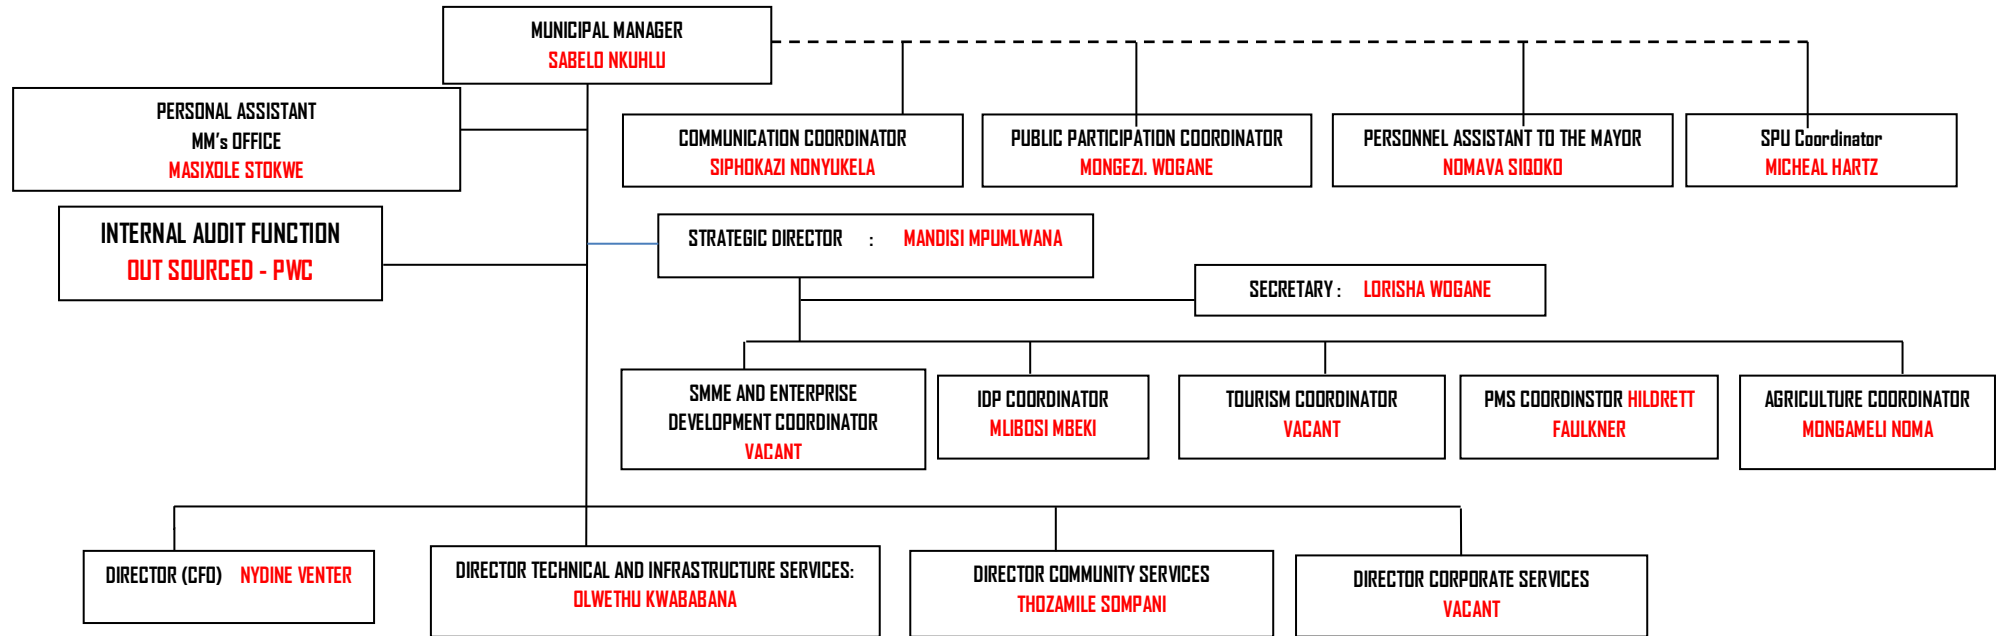 MUNICIPAL MANAGER
SABELO NKUHLU
PERSONAL ASSISTANT
MM's OFFICE
MASIXOLE STOKWE
COMMUNICATION COORDINATOR
SIPHOKAZI NONYUKELA
PUBLIC PARTICIPATION COORDINATOR
MONGEZI. WOGANE
PERSONNEL ASSISTANT TO THE MAYOR
NOMAVA SIQOKO
SPU Coordinator
MICHEAL HARTZ
INTERNAL AUDIT FUNCTION
OUT SOURCED - PWC
STRATEGIC DIRECTOR : MANDISI MPUMLWANA
SECRETARY : LORISHA WOGANE
SMME AND ENTERPRISE
DEVELOPMENT COORDINATOR
VACANT
IDP COORDINATOR
MLIBOSI MBEKI
TOURISM COORDINATOR
VACANT
PMS COORDINSTOR HILDRETT
FAULKNER
AGRICULTURE COORDINATOR
MONGAMELI NOMA
DIRECTOR (CFO) NYDINE VENTER
DIRECTOR TECHNICAL AND INFRASTRUCTURE SERVICES:
OLWETHU KWABABANA
DIRECTOR COMMUNITY SERVICES
THOZAMILE SOMPANI
DIRECTOR CORPORATE SERVICES
VACANT